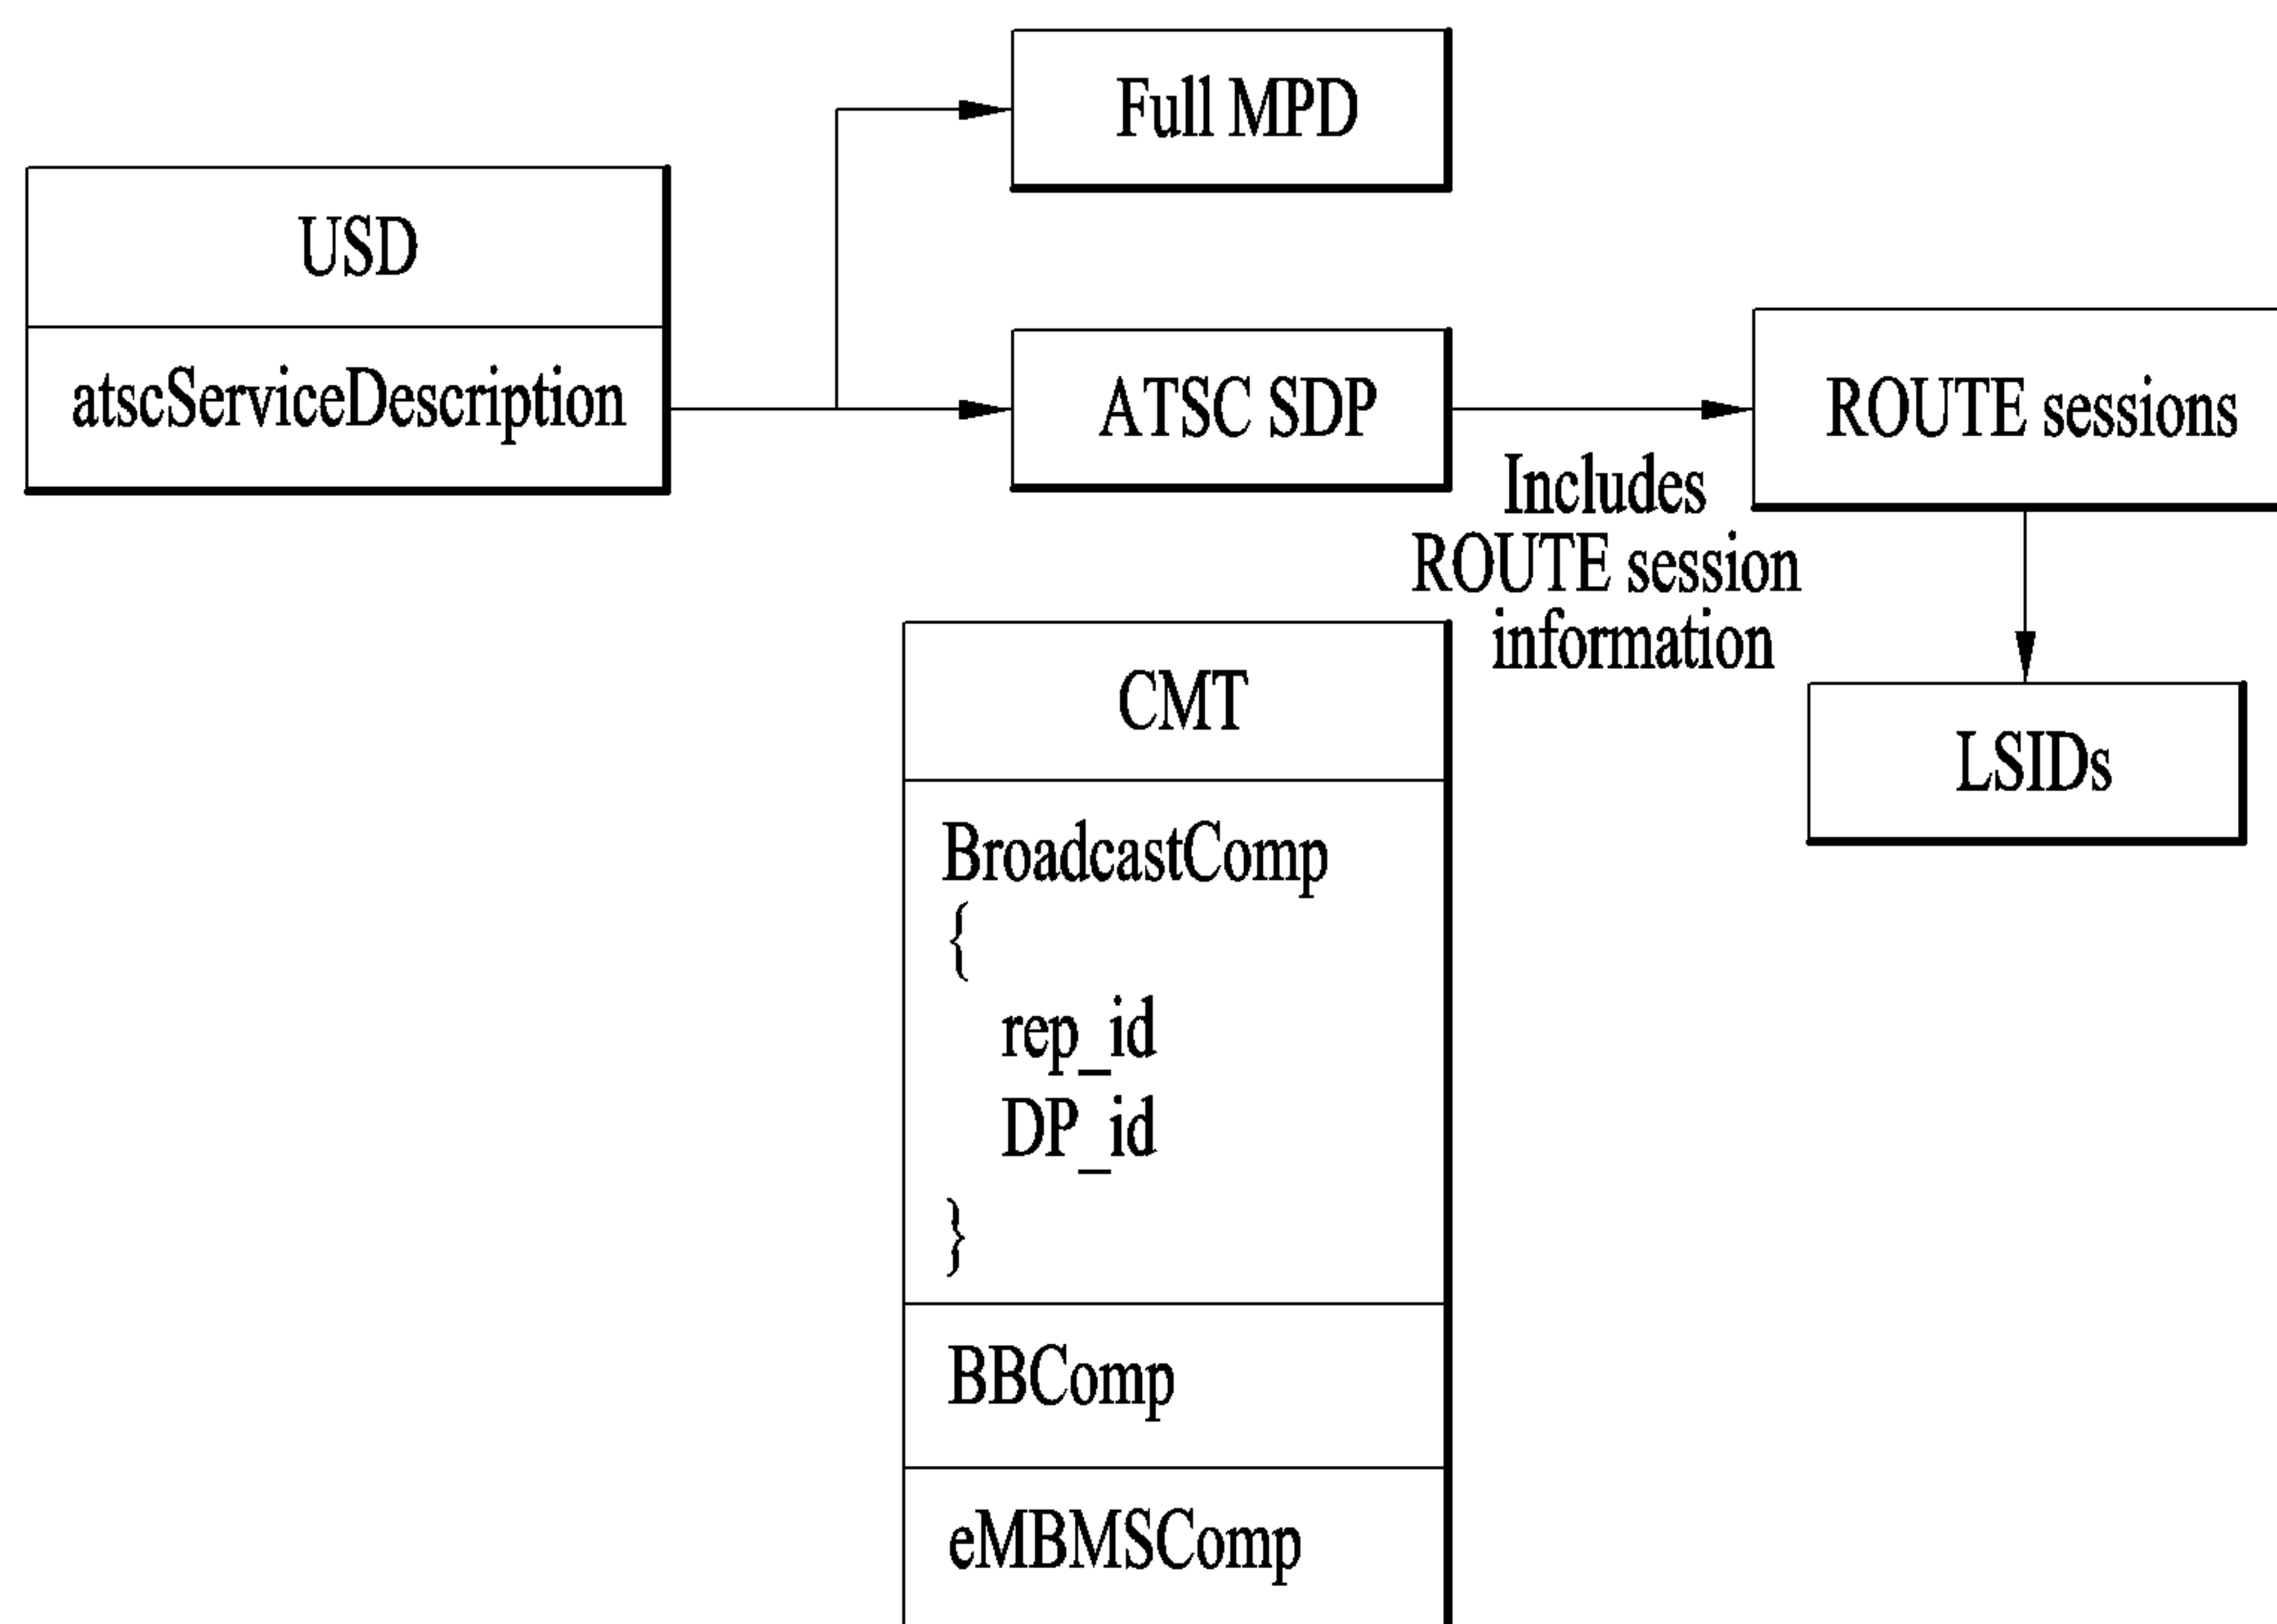 Full MPD
USD
atscServiceDescription
ATSC SDP
ROUTE sessions
Includes
ROUTE session
information
LSIDs
CMT
BroadcastComp
{
rep_id
DP_id
}
BBComp
eMBMSComp